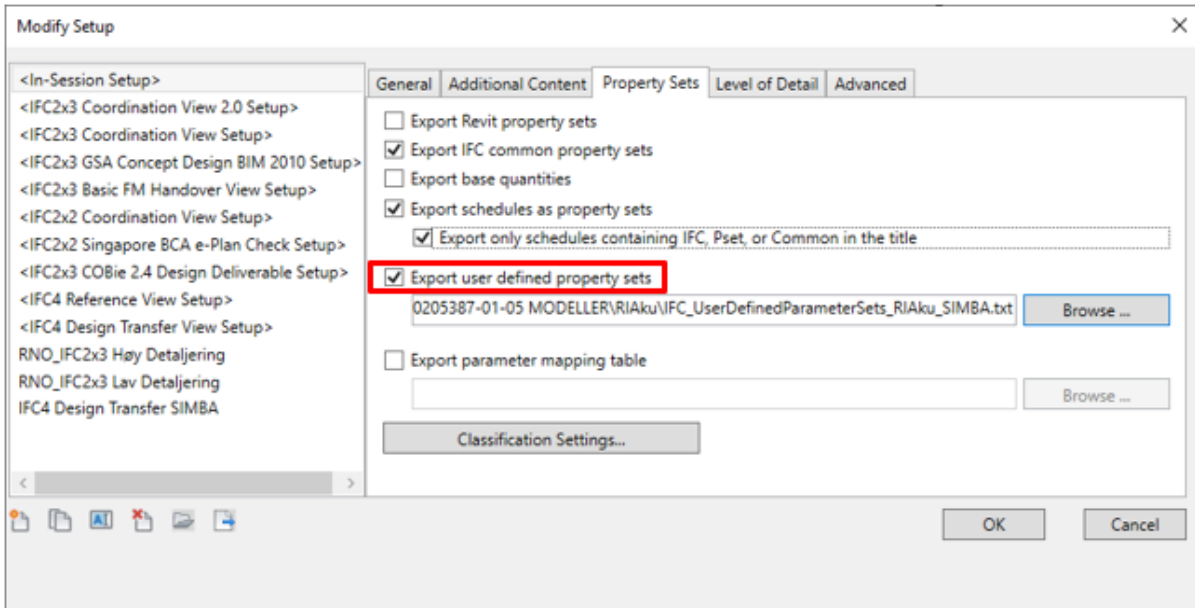 Modify Setup
<In-Session Setup>
<IFC2x3 Coordination View 2.0 Setup>
<IFC2x3 Coordination View Setup>
<IFC2x3 GSA Concept Design BIM 2010 Setup>
<IFC2x3 Basic FM Handover View Setup>
<IFC2x2 Coordination View Setup>
<IFC2x2 Singapore BCA e-Plan Check Setup>
<IFC2x3 COBie 2.4 Design Deliverable Setup>
<IFC4 Reference View Setup>
<IFC4 Design Transfer View Setup>
RNO_IFC2x3 Høy Detaljering
RNO_IFC2x3 Lav Detaljering
IFC4 Design Transfer SIMBA
General Additional Content Property Sets Level of Detail Advanced
Export Revit property sets
Export IFC common property sets
Export base quantities
Export schedules as property sets
Export only schedules containing IFC, Pset, or Common in the title
Export user defined property sets
0205387-01-05 MODELLER\RIAku\IFC_UserDefinedParameterSets_RIAku_SIMBA.txt Browse ...
Export parameter mapping table
Browse ...
Classification Settings...
OK Cancel